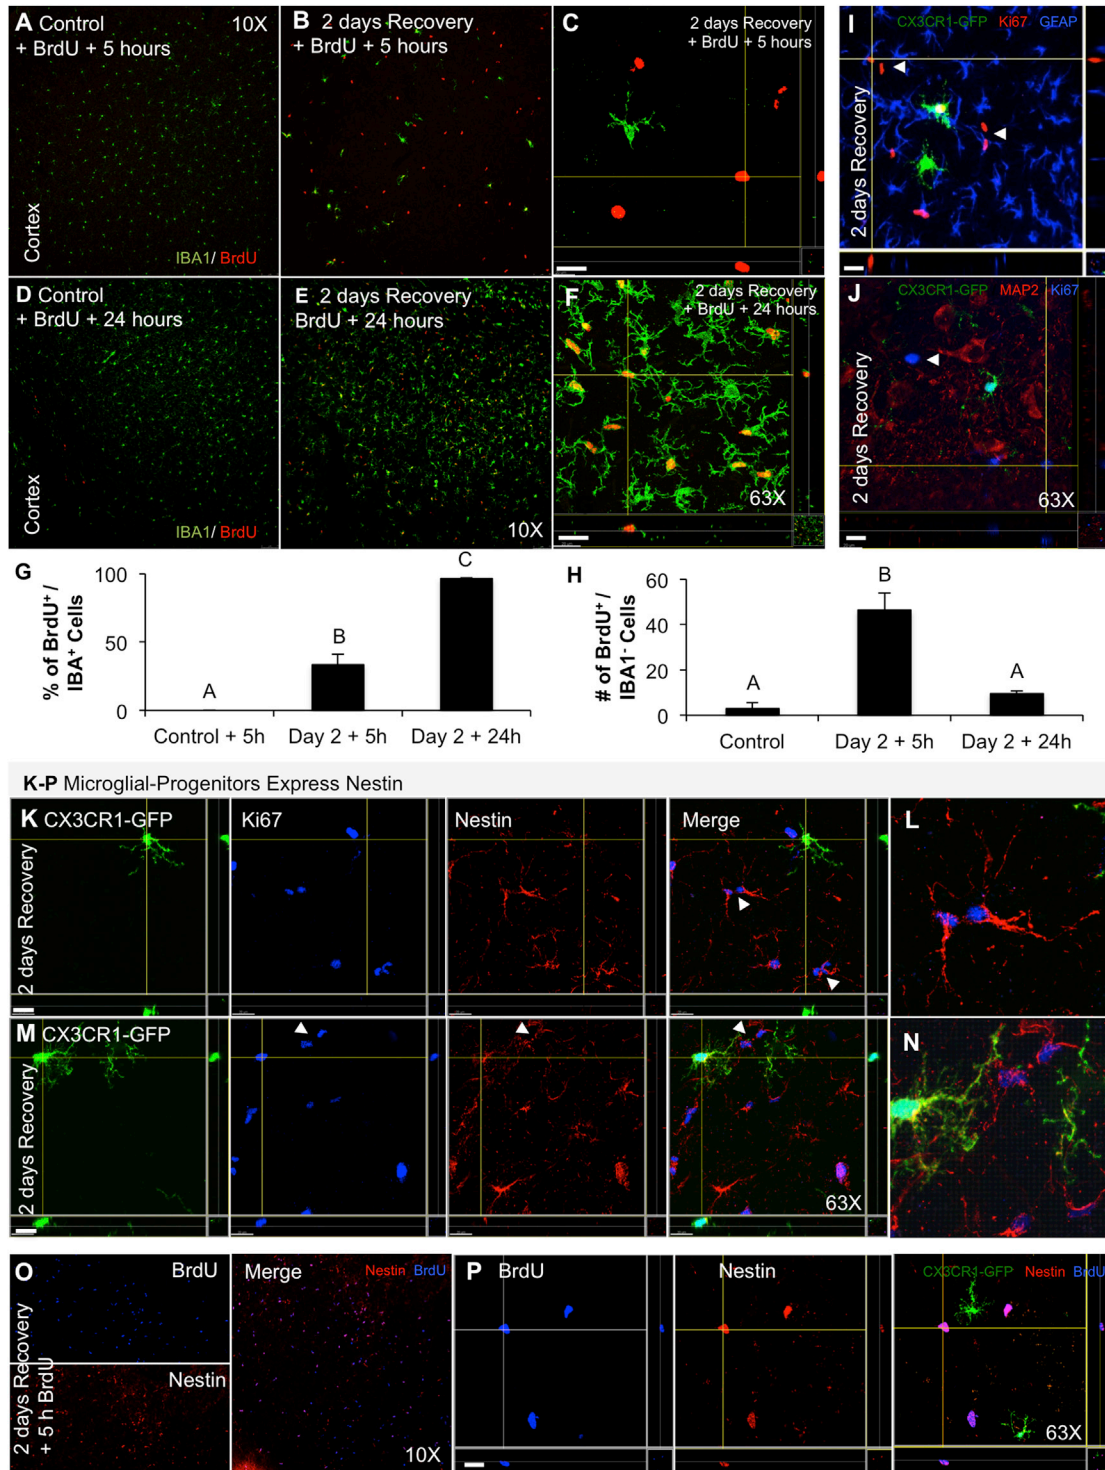 A Control
+ BrdU + 5 hours
10X
Cortex
IBA1/ BrdU
B 2 days Recovery
+ BrdU + 5 hours
C 2 days Recovery
+ BrdU + 5 hours
I CX3CR1-GFP Ki67 GFAP
2 days Recovery
D Control
+ BrdU + 24 hours
Cortex
IBA1/ BrdU
E 2 days Recovery
BrdU + 24 hours
10X
F 2 days Recovery
+ BrdU + 24 hours
63X
J CX3CR1-GFP MAP2 Ki67
2 days Recovery
63X
G
% of BrdU⁺ /
IBA⁺ Cells
100
50
0
A
B
C
Control + 5h Day 2 + 5h Day 2 + 24h
H
# of BrdU⁺ /
IBA1⁻ Cells
60
40
20
0
A
B
A
Control Day 2 + 5h Day 2 + 24h
K-P Microglial-Progenitors Express Nestin
K CX3CR1-GFP
Ki67
Nestin
Merge
L
2 days Recovery
M CX3CR1-GFP
2 days Recovery
63X
N
O
BrdU
Nestin
2 days Recovery
+ 5 h BrdU
Merge
Nestin BrdU
10X
P BrdU
Nestin
CX3CR1-GFP Nestin BrdU
63X